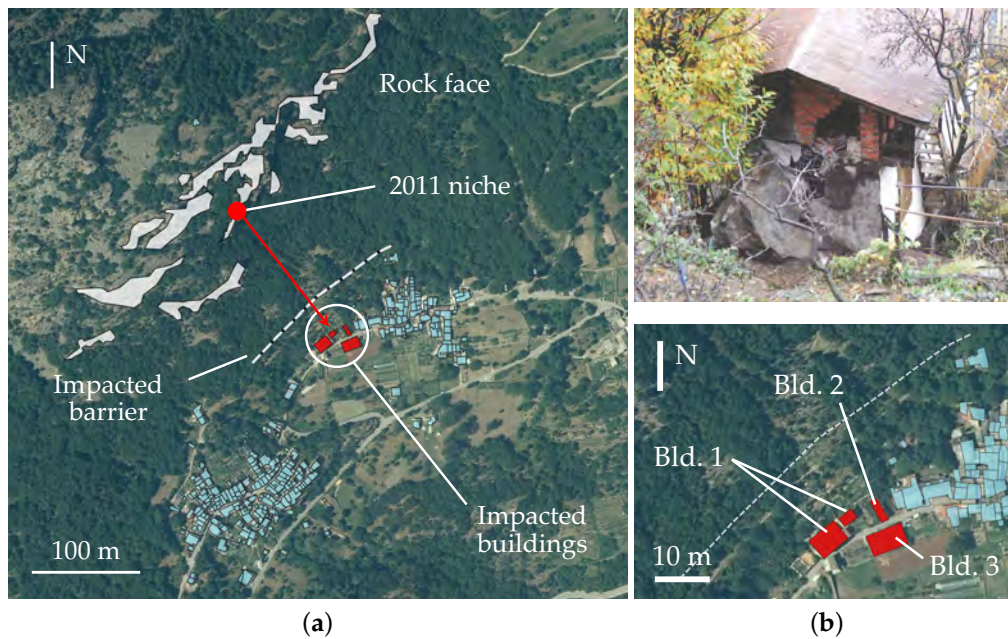 N
Rock face
2011 niche
Impacted
barrier
Impacted
buildings
100 m
(a)
N
Bld. 2
Bld. 1
Bld. 3
10 m
(b)